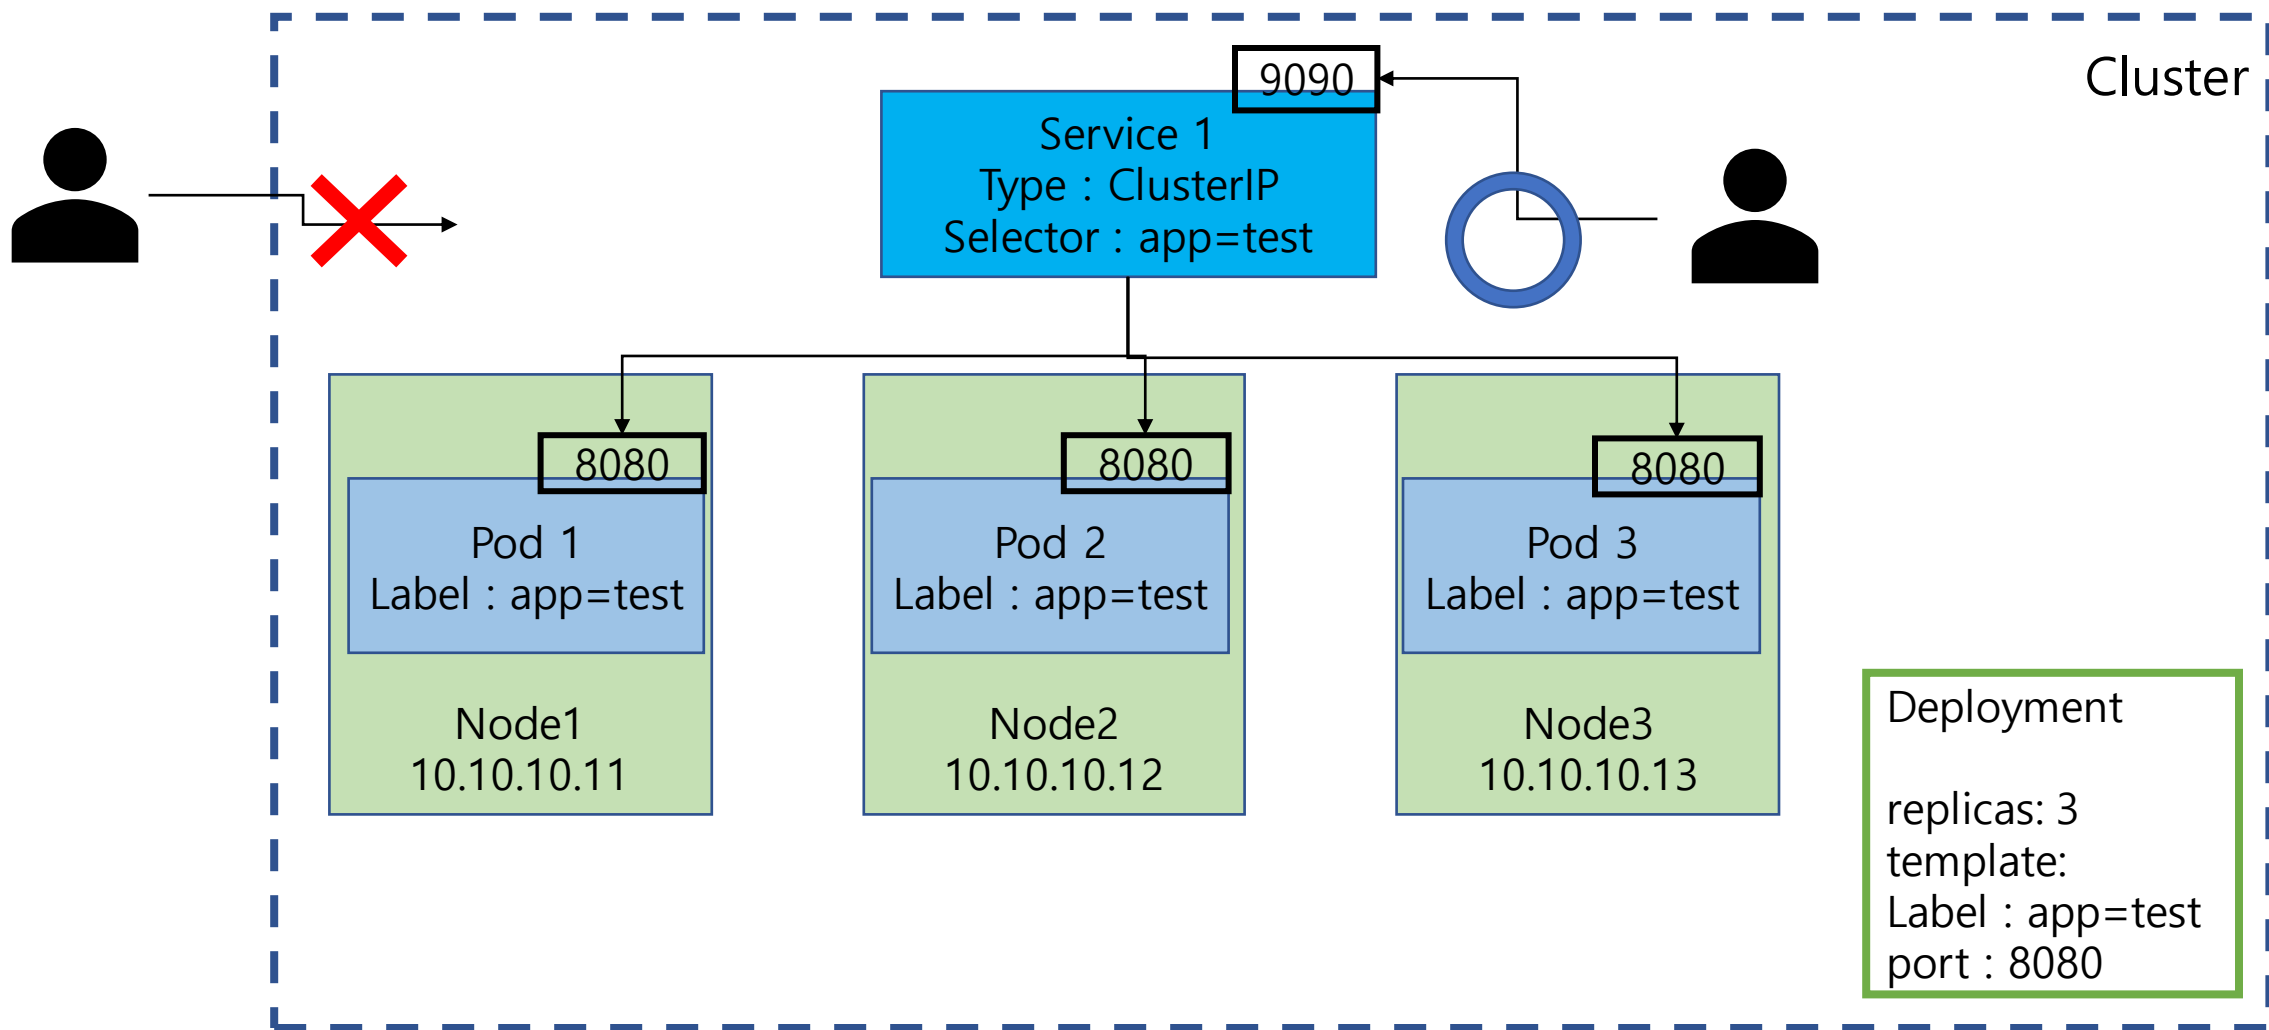 Cluster
9090
Service 1
Type : ClusterIP
Selector : app=test
8080
Pod 1
Label : app=test
Node1
10.10.10.11
8080
Pod 2
Label : app=test
Node2
10.10.10.12
8080
Pod 3
Label : app=test
Node3
10.10.10.13
Deployment
replicas: 3
template:
Label : app=test
port : 8080